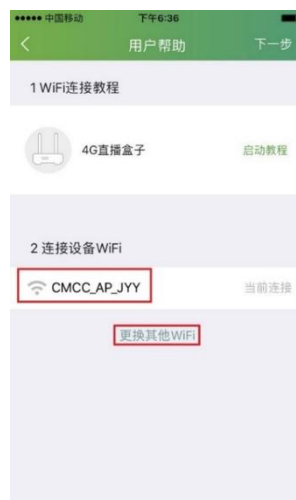 中国移动 下午6:36
用户帮助 下一步
1 WiFi连接教程
4G直播盒子 启动教程
2 连接设备WiFi
CMCC_AP_JYY 当前连接
更换其他WiFi